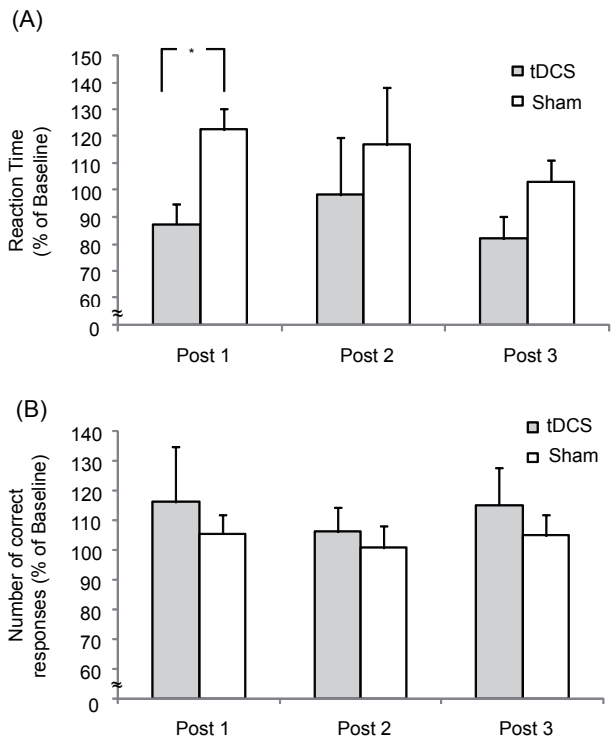 (A)
*
tDCS
Sham
Reaction Time
(% of Baseline)
150
150
130
120
110
100
90
80
70
60
0
≈
Post 1
Post 2
Post 3
(B)
tDCS
Sham
Number of correct
responses (% of Baseline)
140
130
120
110
100
90
80
70
60
0
≈
Post 1
Post 2
Post 3